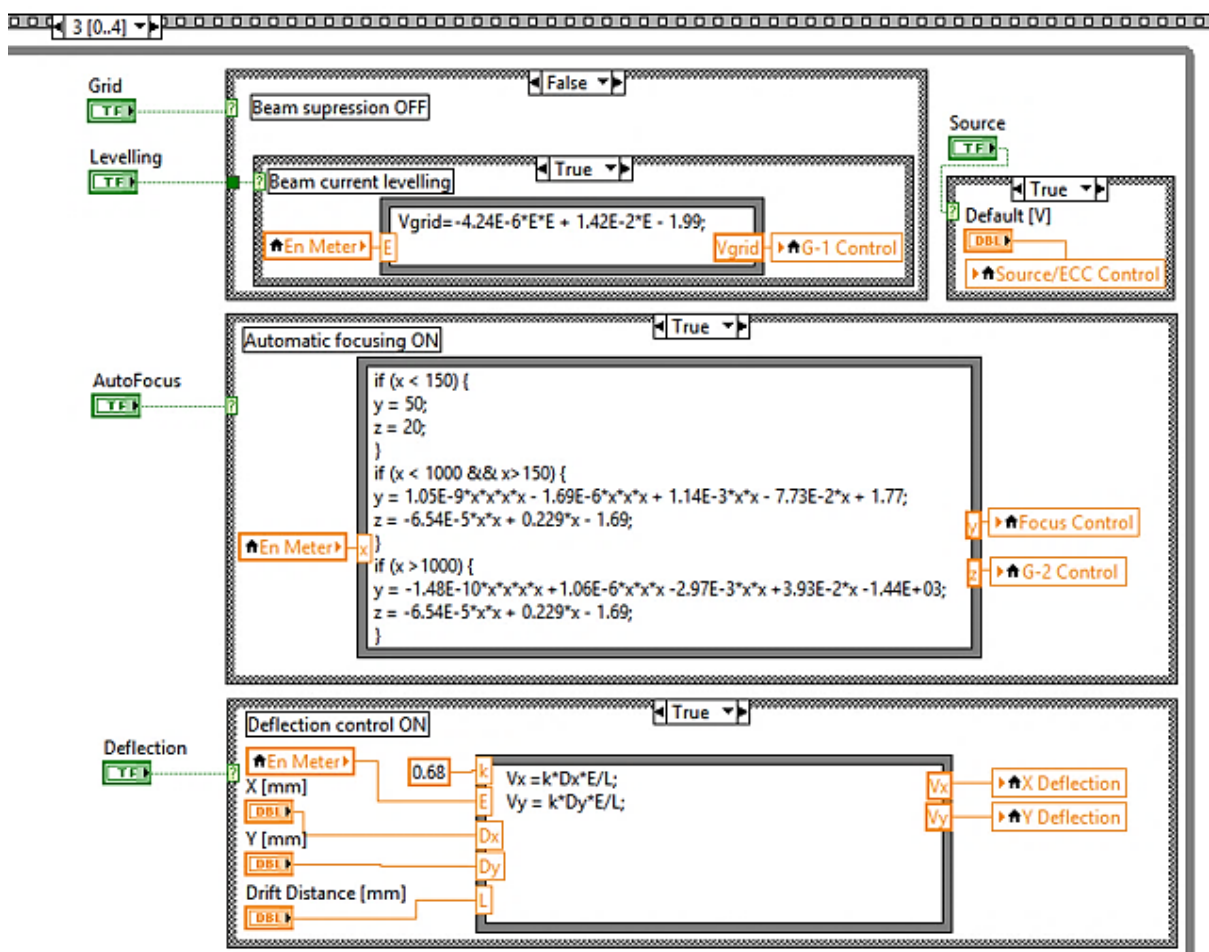 3 [0..4]
Grid
TF
False
Beam supression OFF
Levelling
TF
True
Beam current levelling
Vgrid=-4.24E-6*E*E + 1.42E-2*E - 1.99;
En Meter
E
Vgrid
G-1 Control
Source
TF
True
Default [V]
DBL
Source/ECC Control
True
Automatic focusing ON
AutoFocus
TF
if (x < 150) {
y = 50;
z = 20;
}
if (x < 1000 && x>150) {
y = 1.05E-9*x*x*x*x - 1.69E-6*x*x*x + 1.14E-3*x*x - 7.73E-2*x + 1.77;
z = -6.54E-5*x*x + 0.229*x - 1.69;
}
if (x >1000) {
y = -1.48E-10*x*x*x*x +1.06E-6*x*x*x -2.97E-3*x*x +3.93E-2*x -1.44E+03;
z = -6.54E-5*x*x + 0.229*x - 1.69;
}
En Meter
x
y
Focus Control
z
G-2 Control
True
Deflection control ON
Deflection
TF
?
En Meter
X [mm]
DBL
Y [mm]
DBL
Drift Distance [mm]
DBL
0.68
k
E
Dx
Dy
L
Vx =k*Dx*E/L;
Vy = k*Dy*E/L;
Vx
X Deflection
Vy
Y Deflection